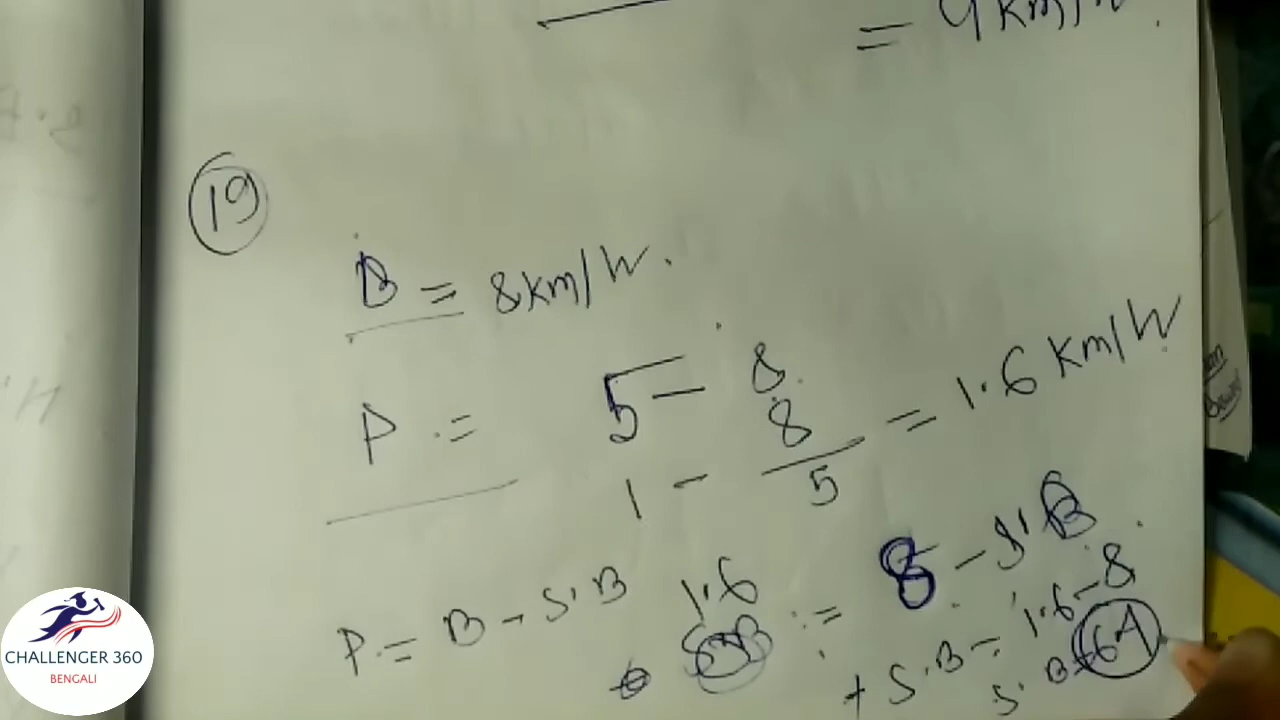 = 9 km/h.
19
B = 8 km/W.
P = 5 - 8
1 - 8/5 = 1.6 km/W
P = B - S.B
1.6 = 8 - S.B
+ S.B = 1.6 - 8
S.B = 6.4
CHALLENGER 360
BENGALI